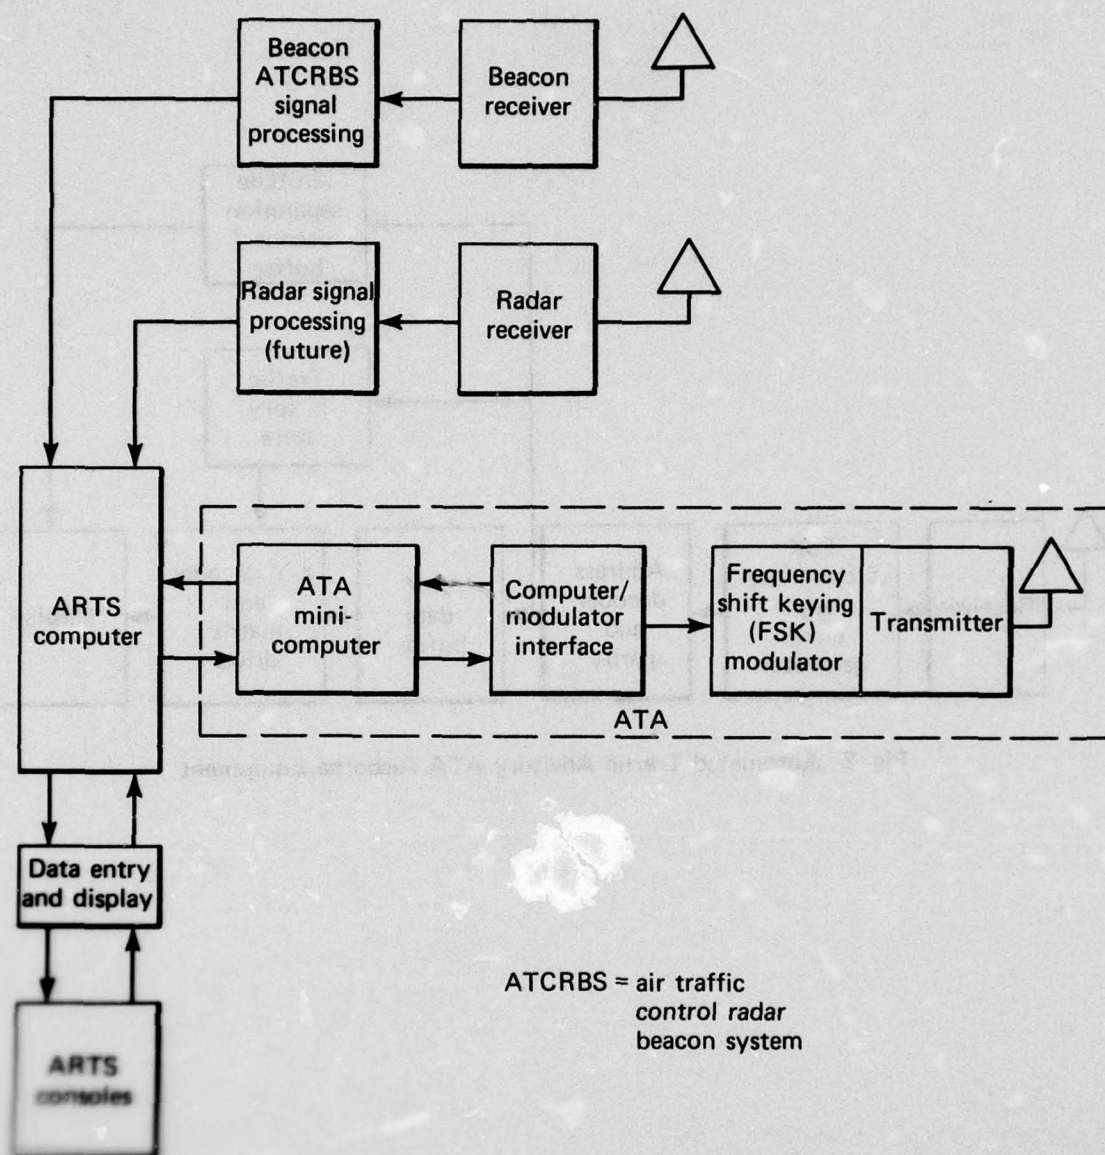 Beacon
ATCRBS
signal
processing
Beacon
receiver
Radar signal
processing
(future)
Radar
receiver
ARTS
computer
ATA
mini-
computer
Computer/
modulator
interface
Frequency
shift keying
(FSK)
modulator
Transmitter
ATA
Data entry
and display
ARTS
consoles
ATCRBS = air traffic
control radar
beacon system